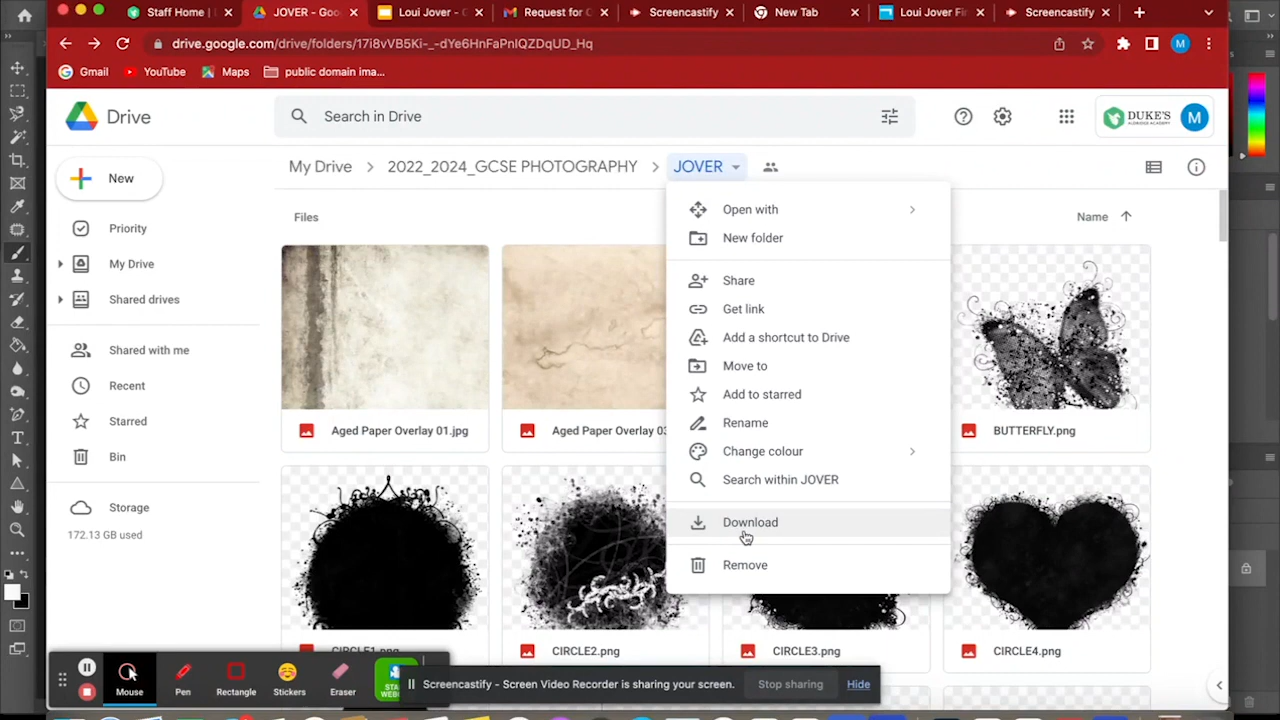 Staff Home |
JOVER - Goo
Loui Jover - G
Request for C
Screencastify
New Tab
Loui Jover Fi
Screencastify
drive.google.com/drive/folders/17i8vVB5Ki-_-dYe6HnFaPnIQZDqUD_Hq
M
Gmail
YouTube
Maps
public domain ima...
Drive
Search in Drive
DUKE'S
M
New
My Drive
2022_2024_GCSE PHOTOGRAPHY
JOVER
Files
Name
Priority
My Drive
Shared drives
Shared with me
Recent
Starred
Bin
Storage
172.13 GB used
Open with
New folder
Share
Get link
Add a shortcut to Drive
Move to
Add to starred
Rename
Change colour
Search within JOVER
Download
Remove
Aged Paper Overlay 01.jpg
Aged Paper Overlay 03
BUTTERFLY.png
CIRCLE1.png
CIRCLE2.png
CIRCLE3.png
CIRCLE4.png
Mouse
Pen
Rectangle
Stickers
Eraser
Screencastify - Screen Video Recorder is sharing your screen.
Stop sharing
Hide